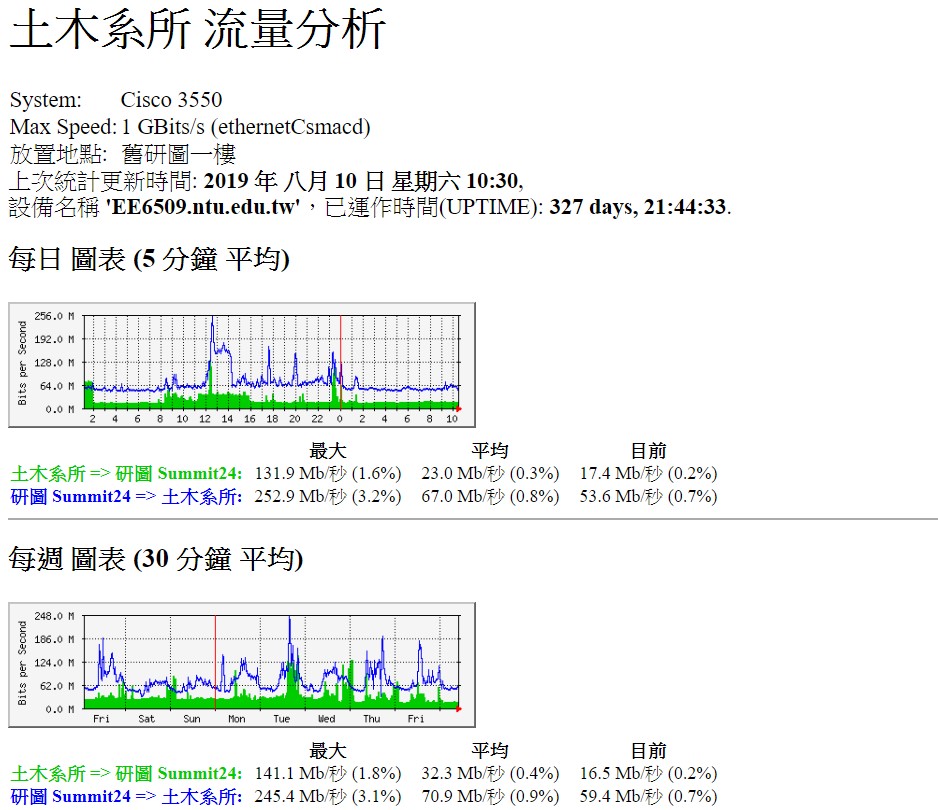 土木系所 流量分析
System: Cisco 3550
Max Speed: 1 GBits/s (ethernetCsmacd)
放置地點: 舊研圖一樓
上次統計更新時間: 2019 年 八月 10 日 星期六 10:30,
設備名稱 'EE6509.ntu.edu.tw'，已運作時間(UPTIME): 327 days, 21:44:33.
每日 圖表 (5 分鐘 平均)
Bits per Second
256.0 M
192.0 M
128.0 M
64.0 M
0.0 M
2 4 6 8 10 12 14 16 18 20 22 0 2 4 6 8 10
最大 平均 目前
土木系所 => 研圖 Summit24: 131.9 Mb/秒 (1.6%) 23.0 Mb/秒 (0.3%) 17.4 Mb/秒 (0.2%)
研圖 Summit24 => 土木系所: 252.9 Mb/秒 (3.2%) 67.0 Mb/秒 (0.8%) 53.6 Mb/秒 (0.7%)
每週 圖表 (30 分鐘 平均)
Bits per Second
248.0 M
186.0 M
124.0 M
62.0 M
0.0 M
Fri Sat Sun Mon Tue Wed Thu Fri
最大 平均 目前
土木系所 => 研圖 Summit24: 141.1 Mb/秒 (1.8%) 32.3 Mb/秒 (0.4%) 16.5 Mb/秒 (0.2%)
研圖 Summit24 => 土木系所: 245.4 Mb/秒 (3.1%) 70.9 Mb/秒 (0.9%) 59.4 Mb/秒 (0.7%)